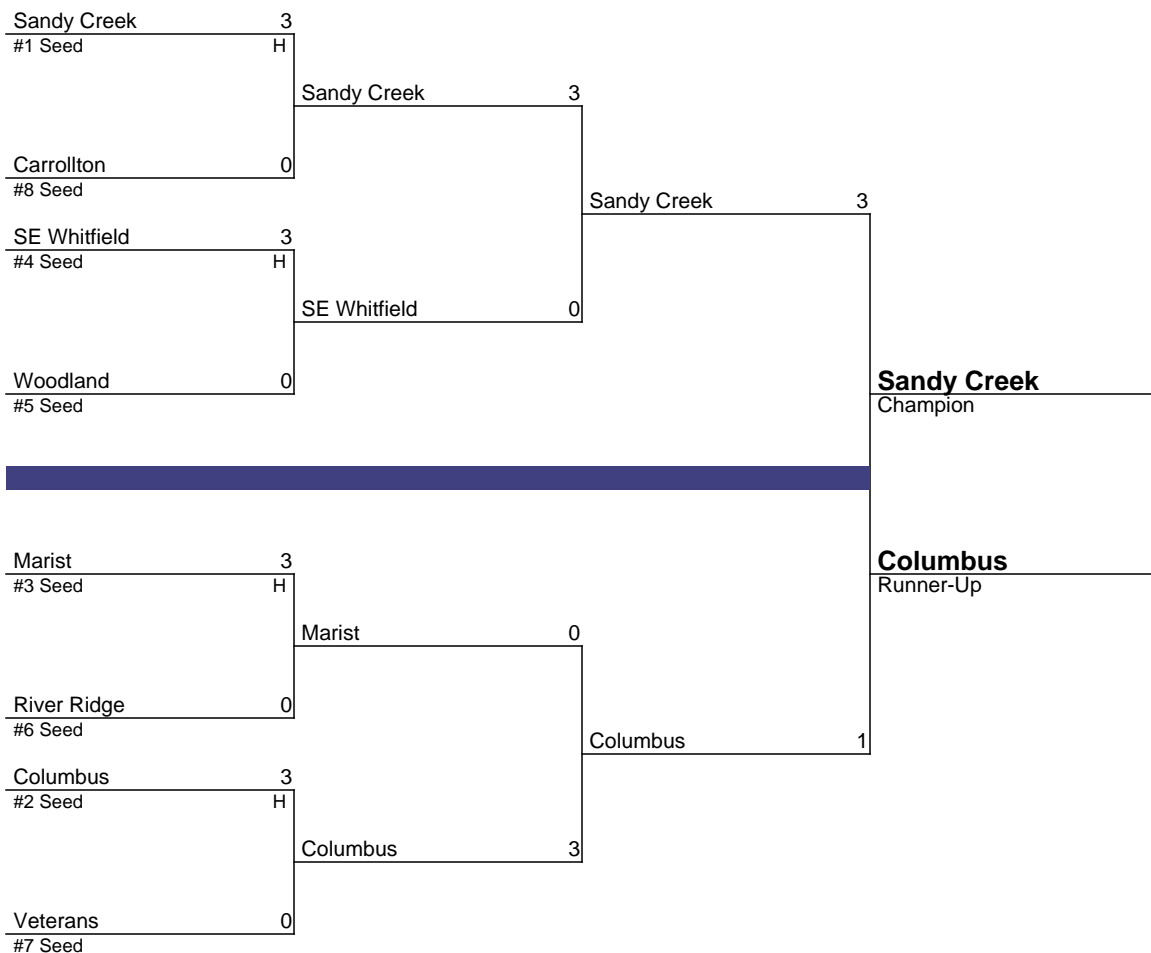 Sandy Creek 3
#1 Seed H
Sandy Creek 3
Carrollton 0
#8 Seed
Sandy Creek 3
SE Whitfield 3
#4 Seed H
SE Whitfield 0
Woodland 0
#5 Seed
Sandy Creek
Champion
Marist 3
#3 Seed H
Columbus
Runner-Up
Marist 0
River Ridge 0
#6 Seed
Columbus 1
Columbus 3
#2 Seed H
Columbus 3
Veterans 0
#7 Seed